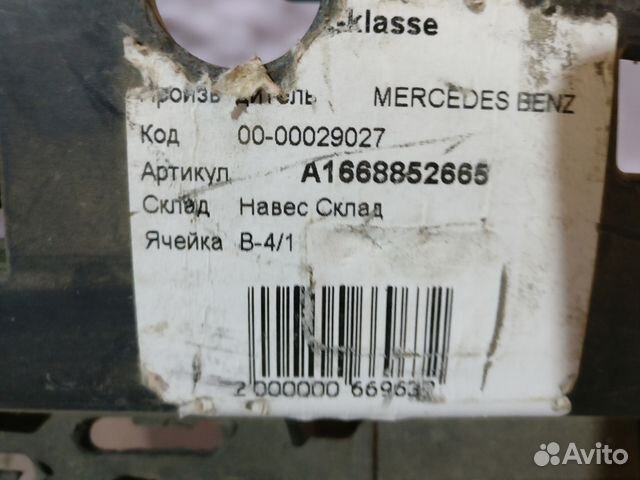 -klasse
Произв дитель MERCEDES BENZ
Код 00-00029027
Артикул A1668852665
Склад Навес Склад
Ячейка В-4/1
2 000000 669637
Avito